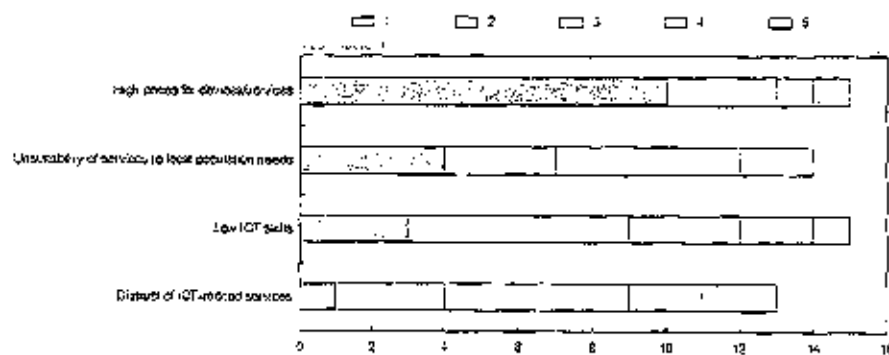 1 2 3 4 5
High prices for devices/services
Unsuitability of services to local population needs
Low ICT skills
Distrust of ICT-related services
0 2 4 6 8 10 12 14 16